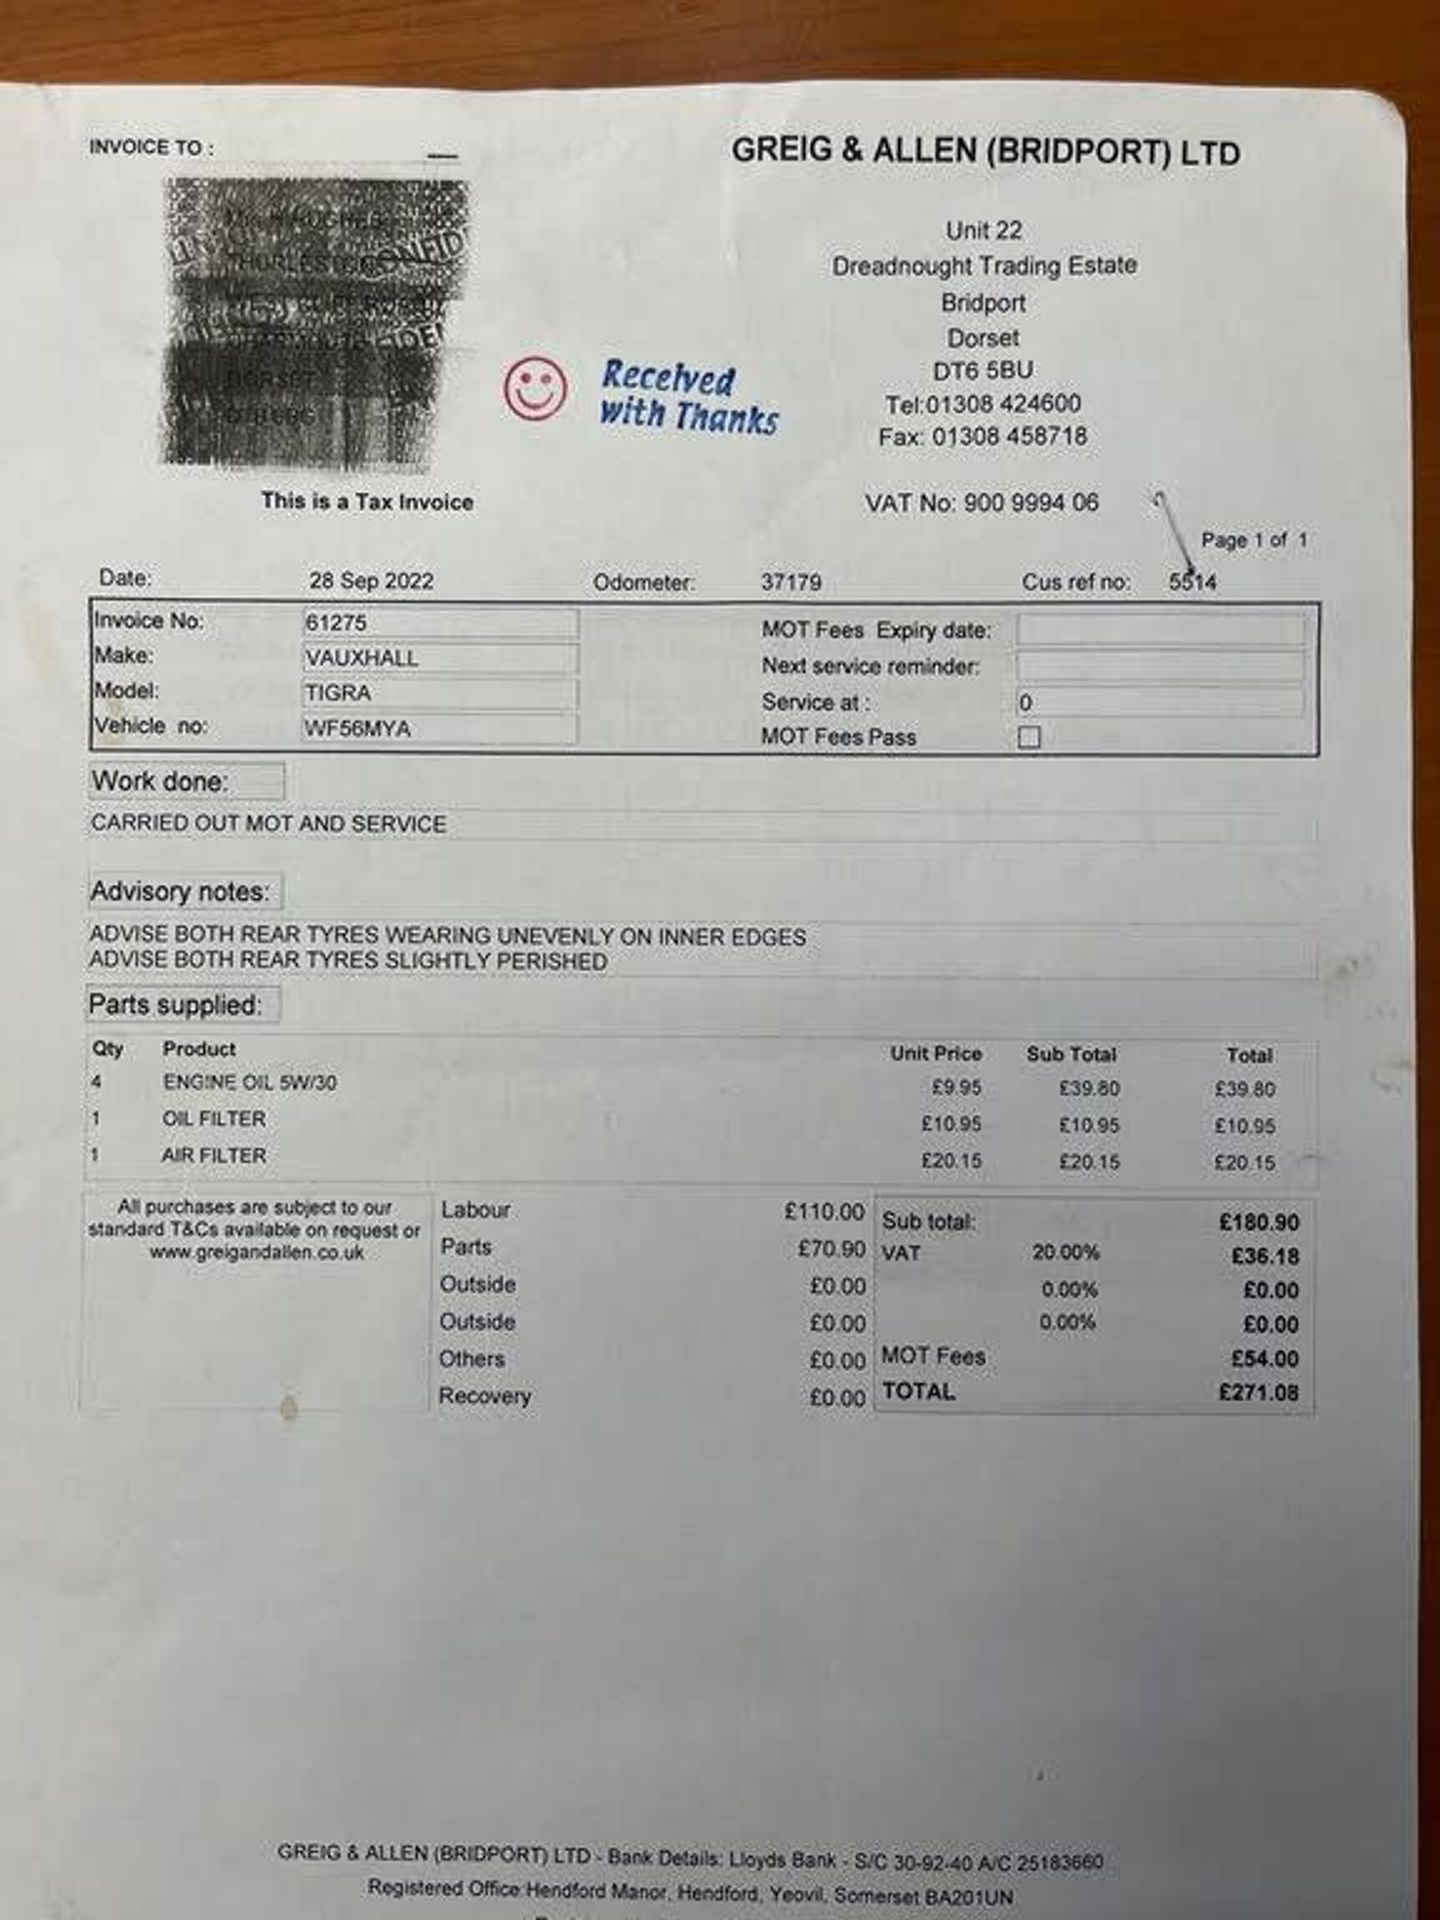 INVOICE TO :
GREIG & ALLEN (BRIDPORT) LTD
Unit 22
Dreadnought Trading Estate
Bridport
Dorset
DT6 5BU
Tel:01308 424600
Fax: 01308 458718
Received
with Thanks
This is a Tax Invoice
VAT No: 900 9994 06
Page 1 of 1
Date: 28 Sep 2022 Odometer: 37179 Cus ref no: 5514
Invoice No: 61275 MOT Fees Expiry date:
Make: VAUXHALL Next service reminder:
Model: TIGRA Service at : 0
Vehicle no: WF56MYA MOT Fees Pass
Work done:
CARRIED OUT MOT AND SERVICE
Advisory notes:
ADVISE BOTH REAR TYRES WEARING UNEVENLY ON INNER EDGES
ADVISE BOTH REAR TYRES SLIGHTLY PERISHED
Parts supplied:
Qty Product Unit Price Sub Total Total
4 ENGINE OIL 5W/30 £9.95 £39.80 £39.80
1 OIL FILTER £10.95 £10.95 £10.95
1 AIR FILTER £20.15 £20.15 £20.15
All purchases are subject to our
standard T&Cs available on request or
www.greigandallen.co.uk
Labour £110.00
Parts £70.90
Outside £0.00
Outside £0.00
Others £0.00
Recovery £0.00
Sub total: £180.90
VAT 20.00% £36.18
0.00% £0.00
0.00% £0.00
MOT Fees £54.00
TOTAL £271.08
GREIG & ALLEN (BRIDPORT) LTD - Bank Details: Lloyds Bank - S/C 30-92-40 A/C 25183660
Registered Office Hendford Manor, Hendford, Yeovil, Somerset BA201UN